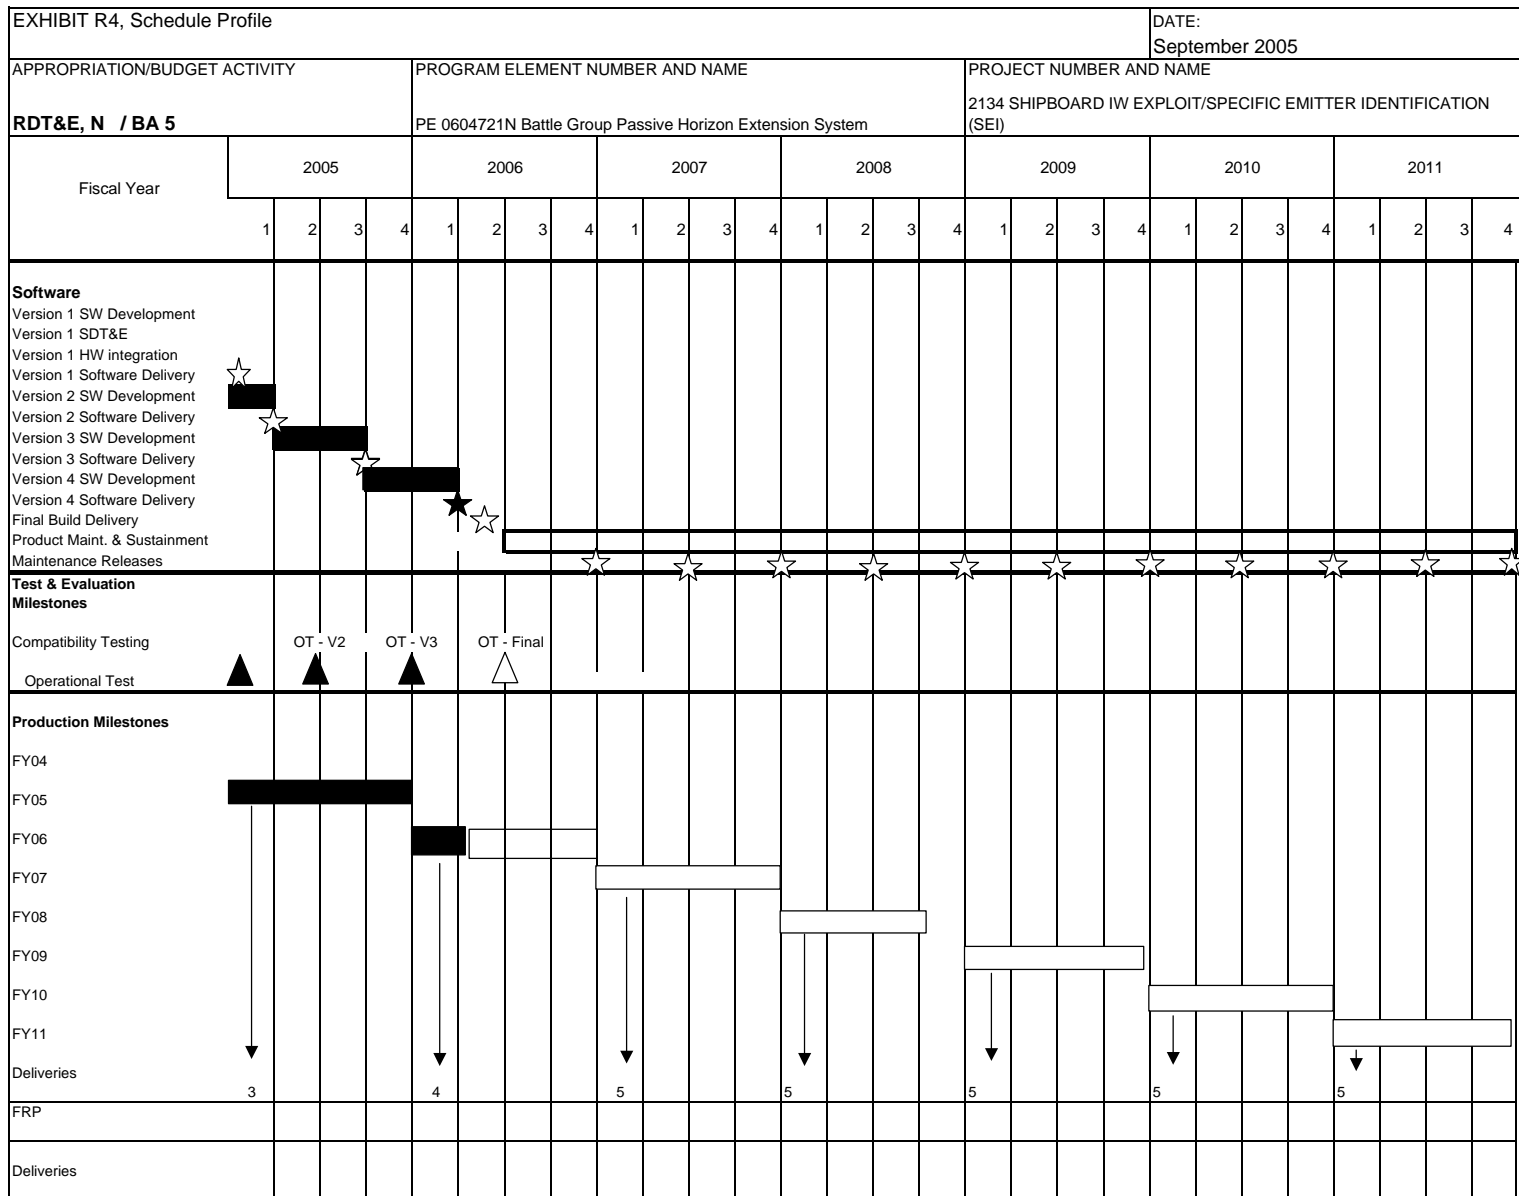 EXHIBIT R4, Schedule Profile
DATE:
September 2005
APPROPRIATION/BUDGET ACTIVITY
PROGRAM ELEMENT NUMBER AND NAME
PROJECT NUMBER AND NAME
RDT&E, N / BA 5
PE 0604721N Battle Group Passive Horizon Extension System
2134 SHIPBOARD IW EXPLOIT/SPECIFIC EMITTER IDENTIFICATION
(SEI)
Fiscal Year
2005 2006 2007 2008 2009 2010 2011
1 2 3 4 1 2 3 4 1 2 3 4 1 2 3 4 1 2 3 4 1 2 3 4 1 2 3 4
Software
Version 1 SW Development
Version 1 SDT&E
Version 1 HW integration
Version 1 Software Delivery
Version 2 SW Development
Version 2 Software Delivery
Version 3 SW Development
Version 3 Software Delivery
Version 4 SW Development
Version 4 Software Delivery
Final Build Delivery
Product Maint. & Sustainment
Maintenance Releases
Test & Evaluation
Milestones
Compatibility Testing OT - V2 OT - V3 OT - Final
Operational Test
Production Milestones
FY04
FY05
FY06
FY07
FY08
FY09
FY10
FY11
Deliveries
3 4 5 5 5 5 5
FRP
Deliveries